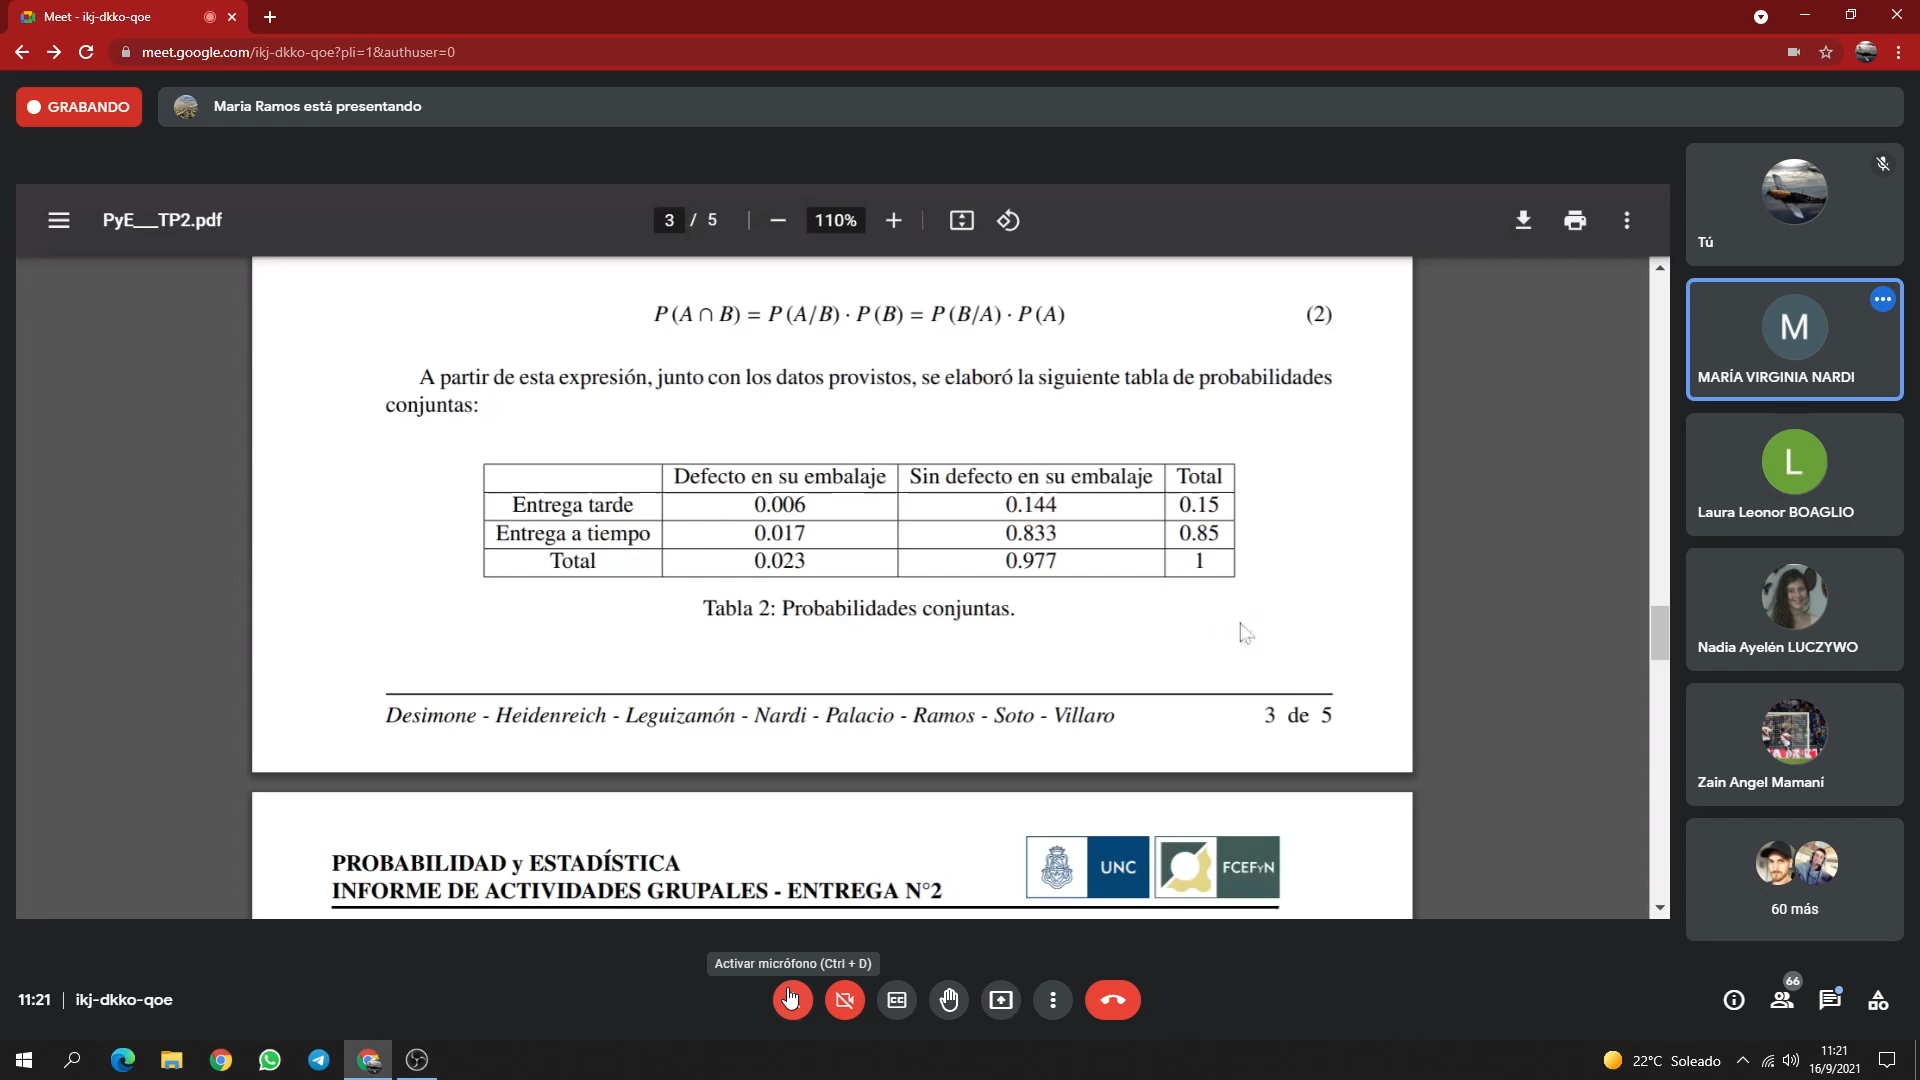 Meet - ikj-dkko-qoe
meet.google.com/ikj-dkko-qoe?pli=1&authuser=0
GRABANDO
Maria Ramos está presentando
PyE___TP2.pdf
3 / 5
110%
P (A ∩ B) = P (A/B) · P (B) = P (B/A) · P (A) (2)
A partir de esta expresión, junto con los datos provistos, se elaboró la siguiente tabla de probabilidades
conjuntas:
Defecto en su embalaje Sin defecto en su embalaje Total
Entrega tarde 0.006 0.144 0.15
Entrega a tiempo 0.017 0.833 0.85
Total 0.023 0.977 1
Tabla 2: Probabilidades conjuntas.
Desimone - Heidenreich - Leguizamón - Nardi - Palacio - Ramos - Soto - Villaro 3 de 5
PROBABILIDAD y ESTADÍSTICA
INFORME DE ACTIVIDADES GRUPALES - ENTREGA N°2
UNC
FCEFyN
Tú
M
MARÍA VIRGINIA NARDI
L
Laura Leonor BOAGLIO
Nadia Ayelén LUCZYWO
Zain Angel Mamaní
60 más
Activar micrófono (Ctrl + D)
11:21 | ikj-dkko-qoe
66
22°C Soleado
11:21
16/9/2021